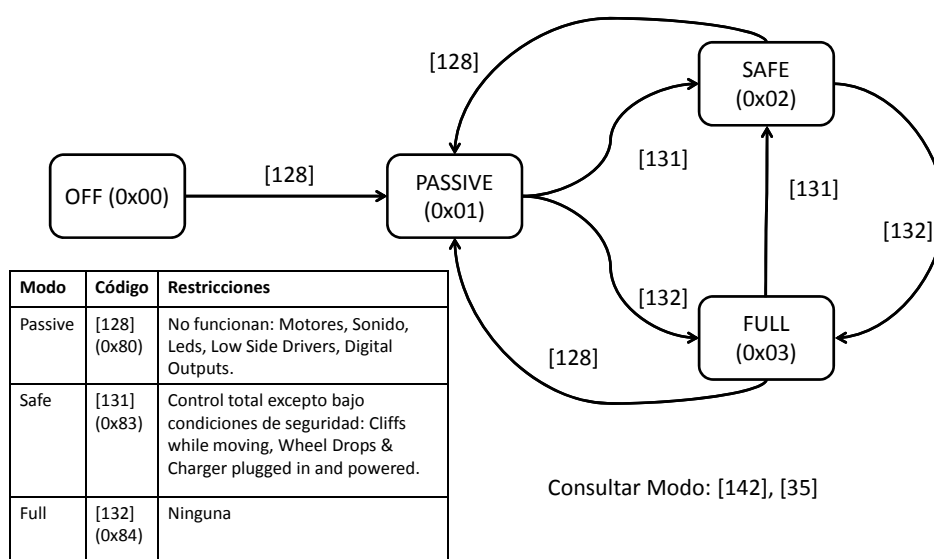 [128]
SAFE
(0x02)
[131]
OFF (0x00)
[128]
PASSIVE
(0x01)
[131]
[132]
[132]
FULL
(0x03)
[128]
Modo Código Restricciones
Passive [128] No funcionan: Motores, Sonido,
(0x80) Leds, Low Side Drivers, Digital
Outputs.
Safe [131] Control total excepto bajo
(0x83) condiciones de seguridad: Cliffs
while moving, Wheel Drops &
Charger plugged in and powered.
Full [132] Ninguna
(0x84)
Consultar Modo: [142], [35]